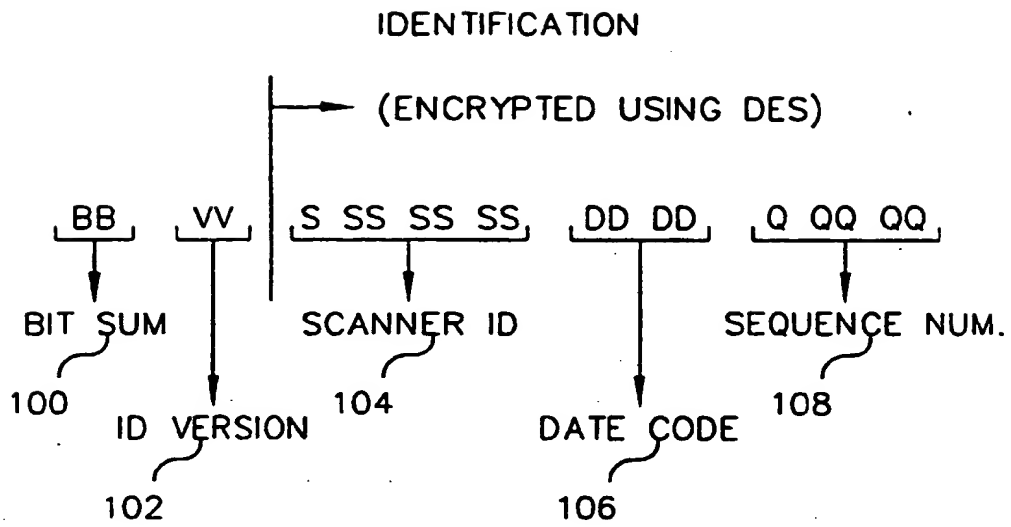 IDENTIFICATION
(ENCRYPTED USING DES)
BB VV S SS SS SS DD DD Q QQ QQ
BIT SUM SCANNER ID SEQUENCE NUM.
100 104 108
ID VERSION DATE CODE
102 106